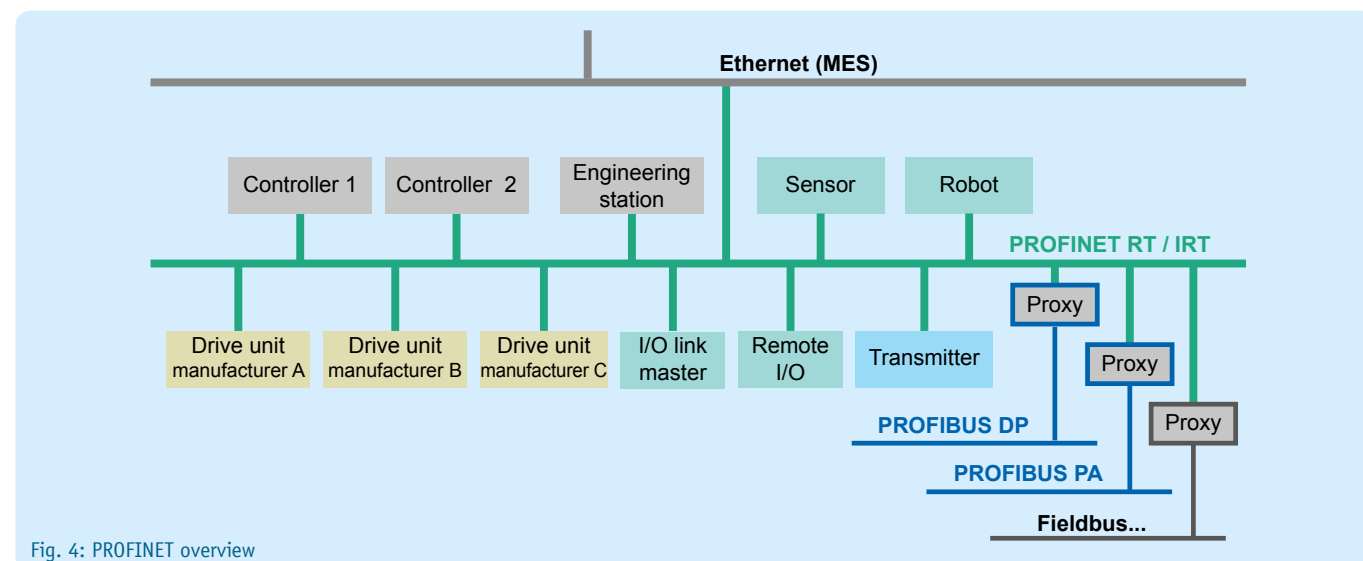 Ethernet (MES)
Controller 1
Controller 2
Engineering
station
Sensor
Robot
PROFINET RT / IRT
Drive unit
manufacturer A
Drive unit
manufacturer B
Drive unit
manufacturer C
I/O link
master
Remote
I/O
Transmitter
Proxy
Proxy
Proxy
PROFIBUS DP
PROFIBUS PA
Fieldbus...
Fig. 4: PROFINET overview